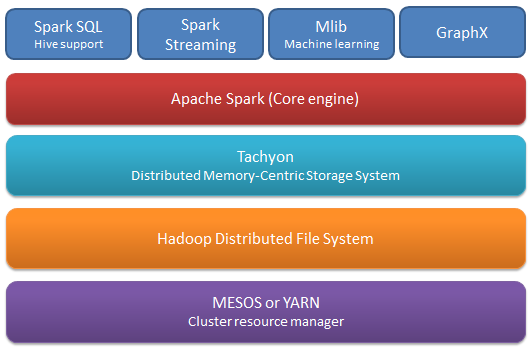 Spark SQL
Hive support
Spark
Streaming
Mlib
Machine learning
GraphX
Apache Spark (Core engine)
Tachyon
Distributed Memory-Centric Storage System
Hadoop Distributed File System
MESOS or YARN
Cluster resource manager